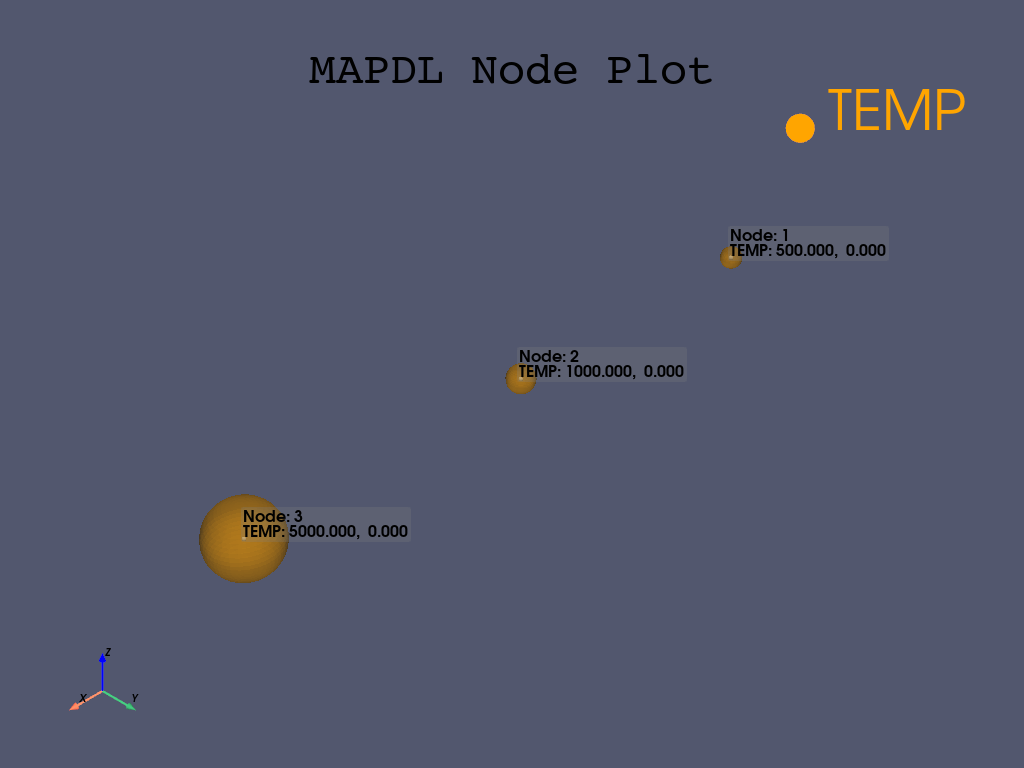 MAPDL Node Plot
TEMP
Node: 1
TEMP: 500.000,  0.000
Node: 2
TEMP: 1000.000,  0.000
Node: 3
TEMP: 5000.000,  0.000
Z
X
Y